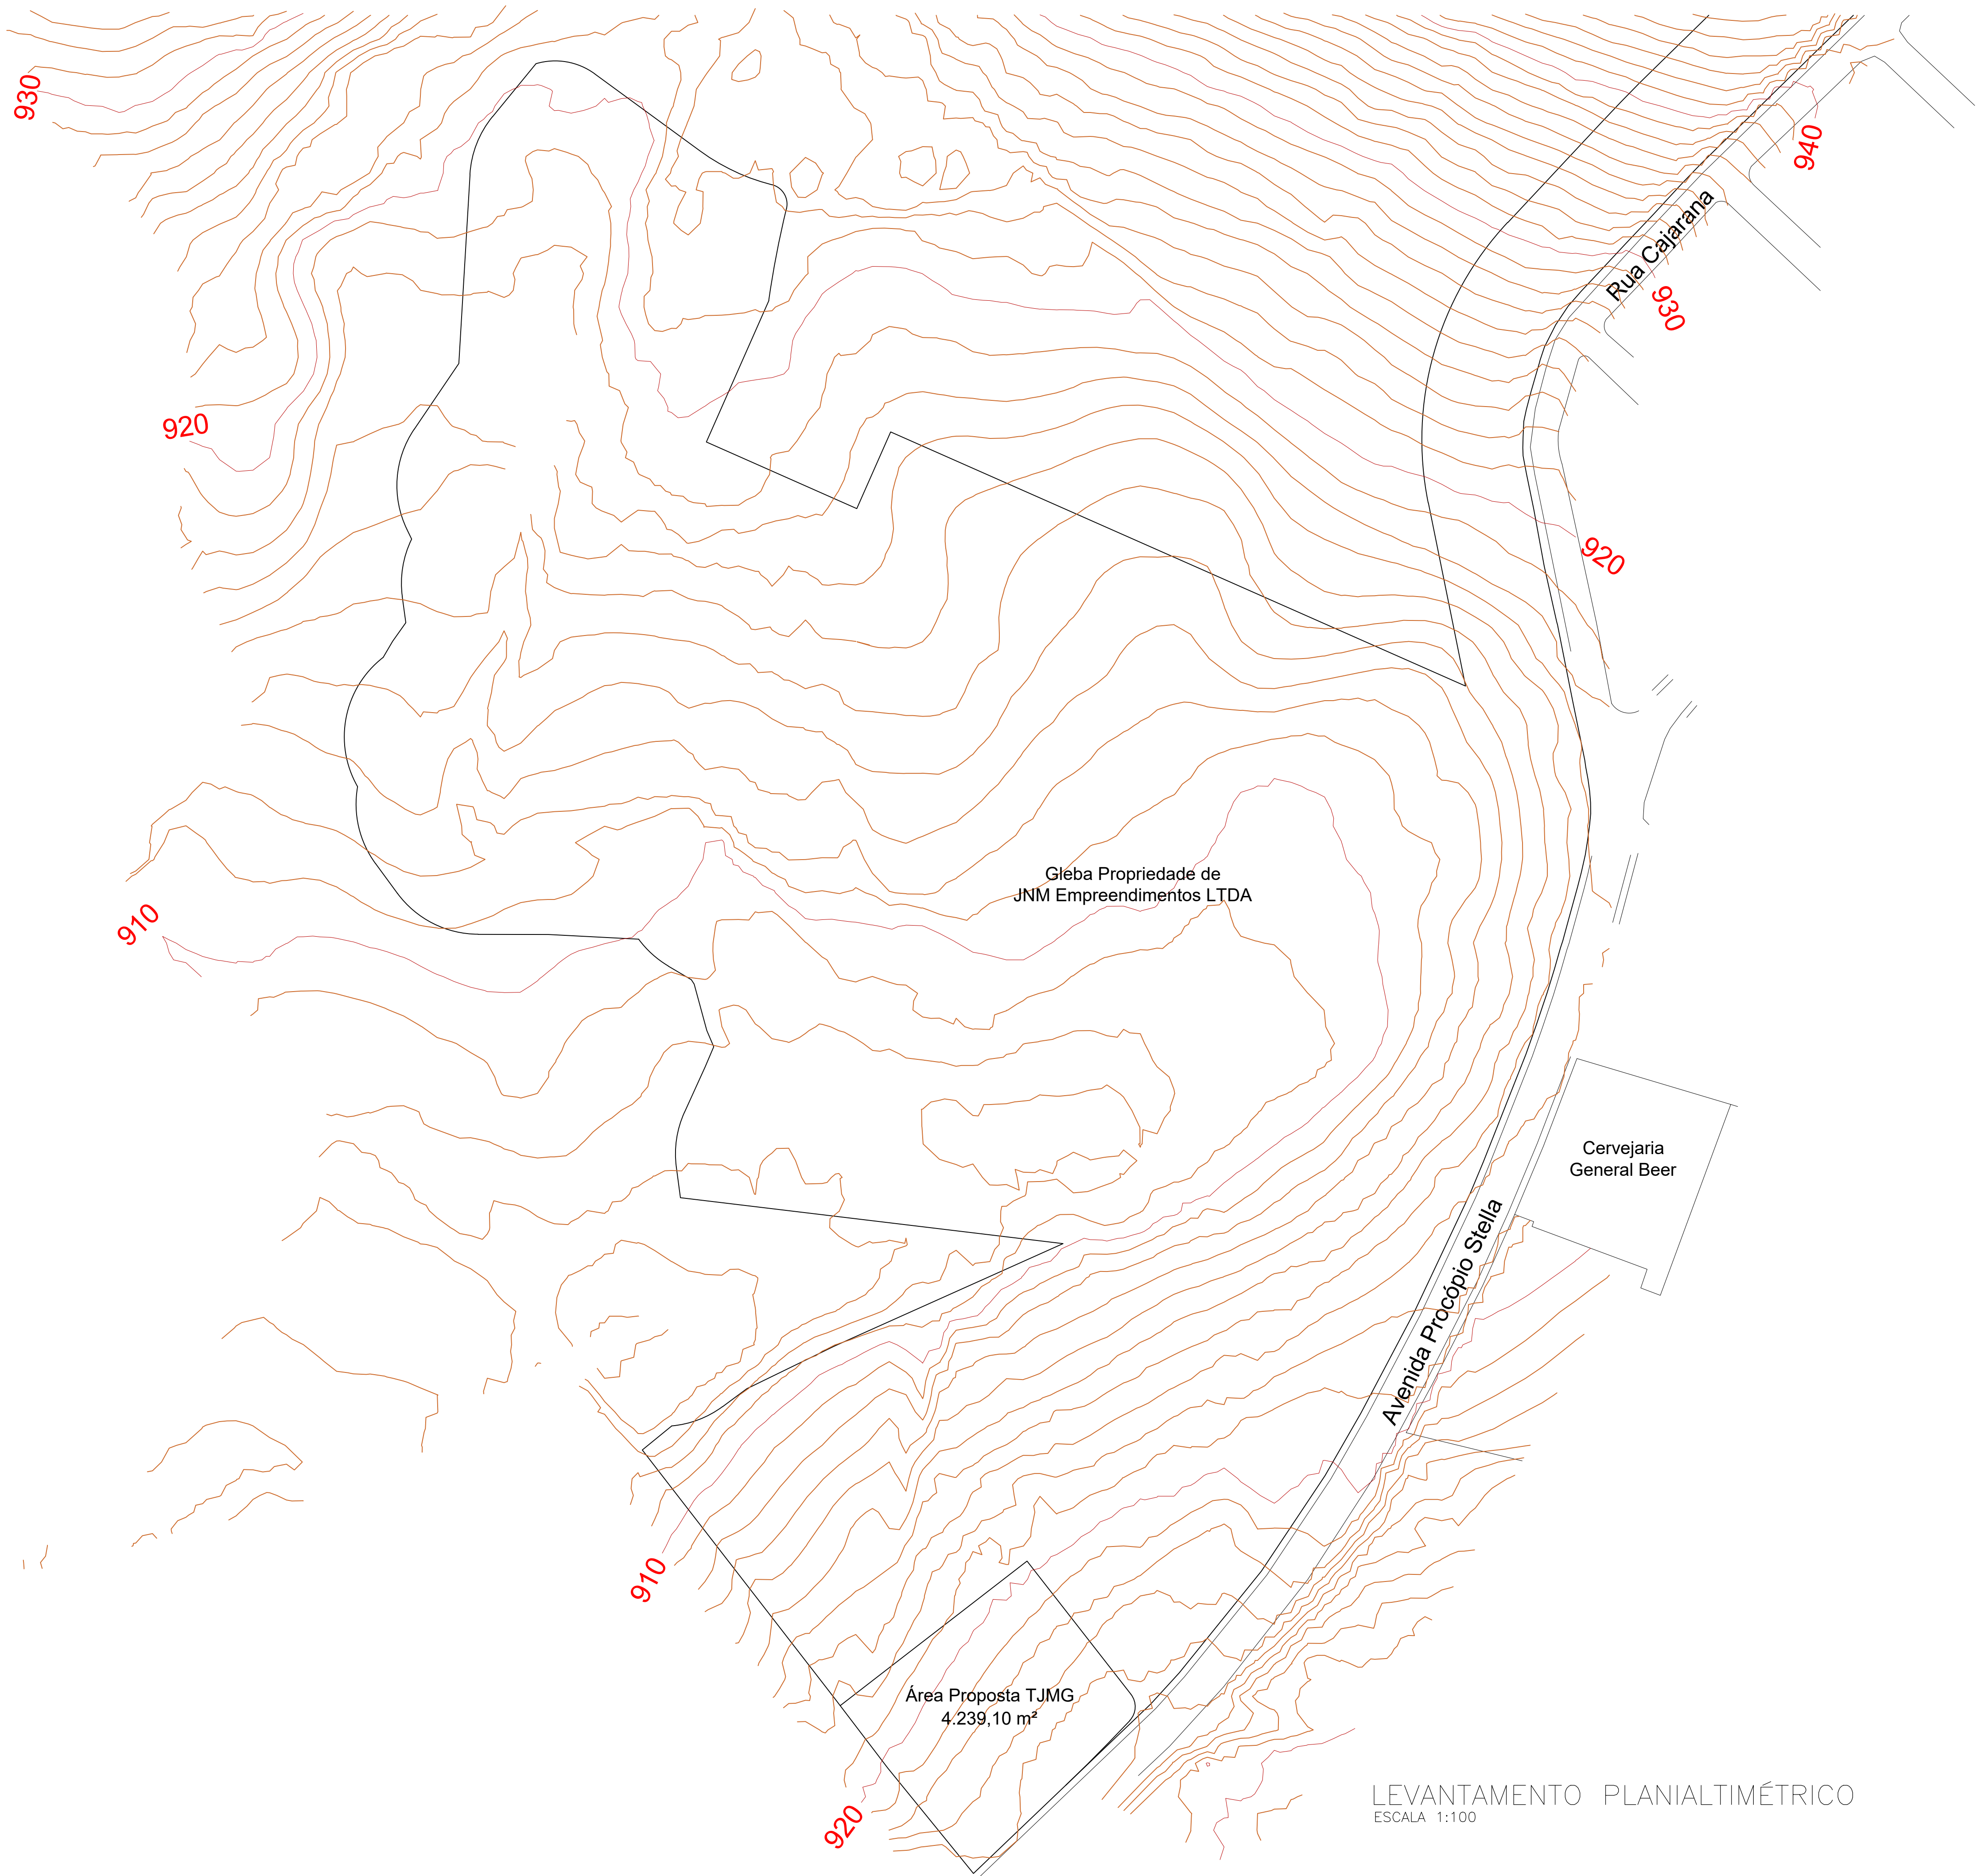 930
940
Rua Cajarana
930
920
920
910
Gleba Propriedade de
JNM Empreendimentos LTDA
Cervejaria
General Beer
Avenida Procópio Stella
910
Área Proposta TJMG
4.239,10 m²
920
LEVANTAMENTO PLANIALTIMÉTRICO
ESCALA 1:100